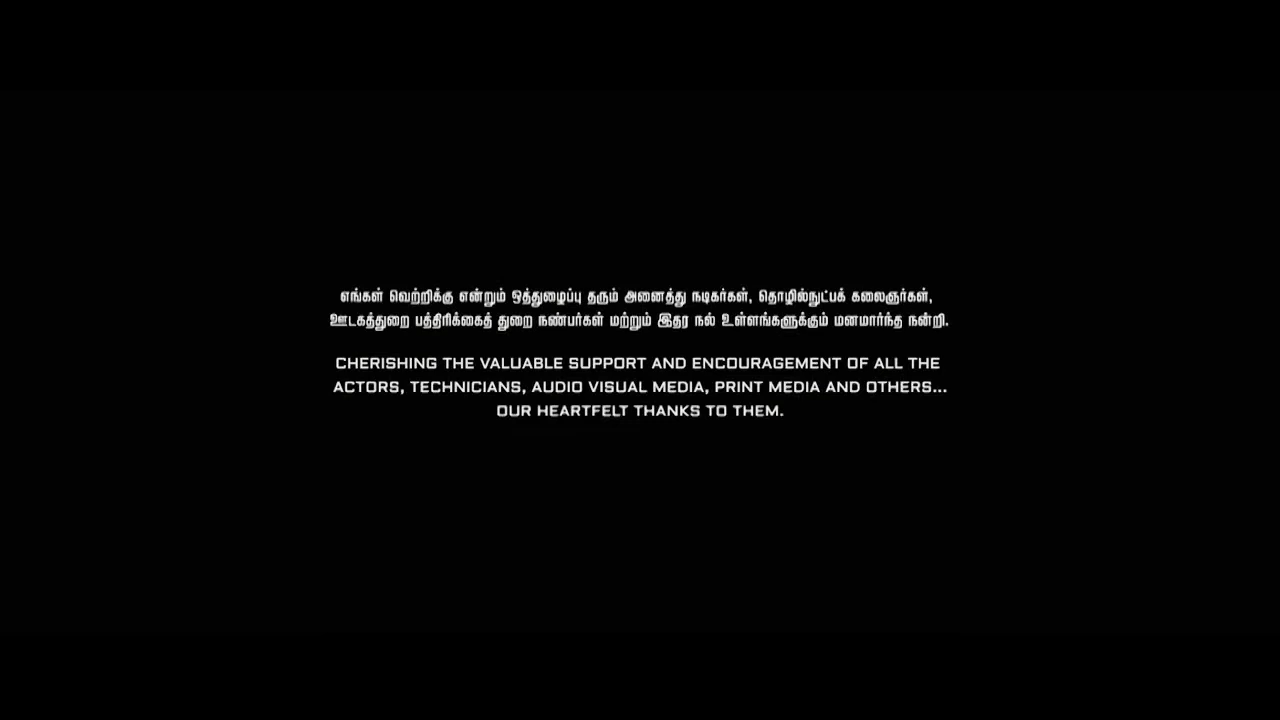 எங்கள் வெற்றிக்கு என்றும் ஒத்துழைப்பு தரும் அனைத்து நடிகர்கள், தொழில்நுட்பக் கலைஞர்கள்,
ஊடகத்துறை பத்திரிக்கைத் துறை நண்பர்கள் மற்றும் இதர நல் உள்ளங்களுக்கும் மனமார்ந்த நன்றி.
CHERISHING THE VALUABLE SUPPORT AND ENCOURAGEMENT OF ALL THE
ACTORS, TECHNICIANS, AUDIO VISUAL MEDIA, PRINT MEDIA AND OTHERS...
OUR HEARTFELT THANKS TO THEM.